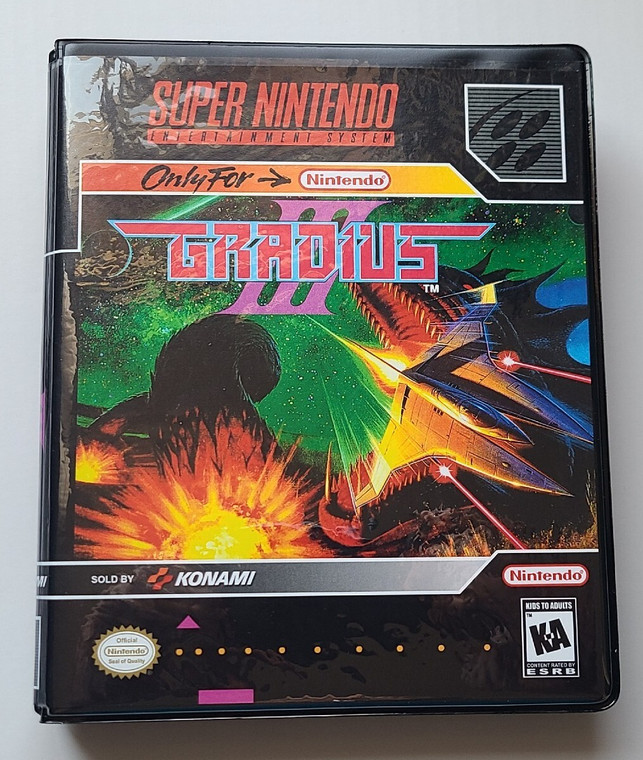 SUPER NINTENDO
ENTERTAINMENT SYSTEM
Only For → Nintendo®
III
GRADIUS
TM
SOLD BY KONAMI
Nintendo®
Official
Nintendo
Seal of Quality
KIDS TO ADULTS
TM
K-A
CONTENT RATED BY
ESRB